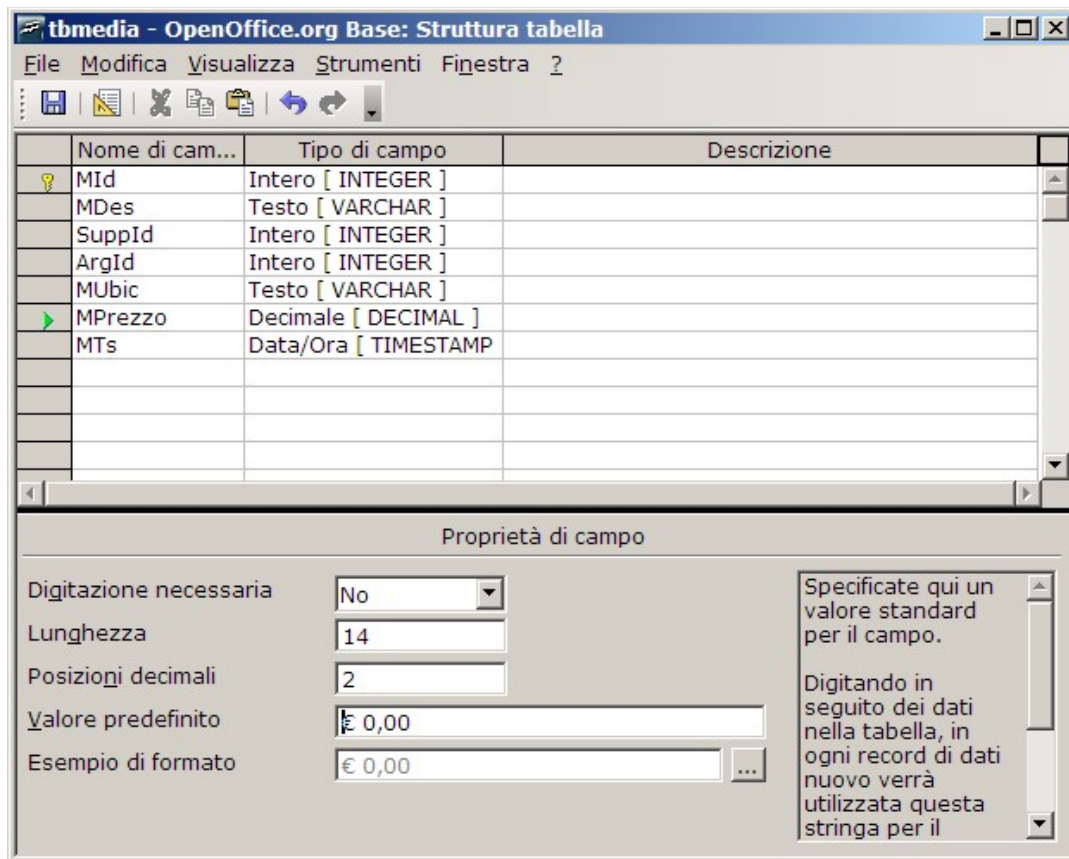 tbmedia - OpenOffice.org Base: Struttura tabella
File Modifica Visualizza Strumenti Finestra ?
Nome di cam... Tipo di campo Descrizione
MId Intero [ INTEGER ]
MDes Testo [ VARCHAR ]
SuppId Intero [ INTEGER ]
ArgId Intero [ INTEGER ]
MUbic Testo [ VARCHAR ]
MPrezzo Decimale [ DECIMAL ]
MTs Data/Ora [ TIMESTAMP
Proprietà di campo
Digitazione necessaria No
Lunghezza 14
Posizioni decimali 2
Valore predefinito € 0,00
Esempio di formato € 0,00 ...
Specificate qui un
valore standard
per il campo.
Digitando in
seguito dei dati
nella tabella, in
ogni record di dati
nuovo verrà
utilizzata questa
stringa per il